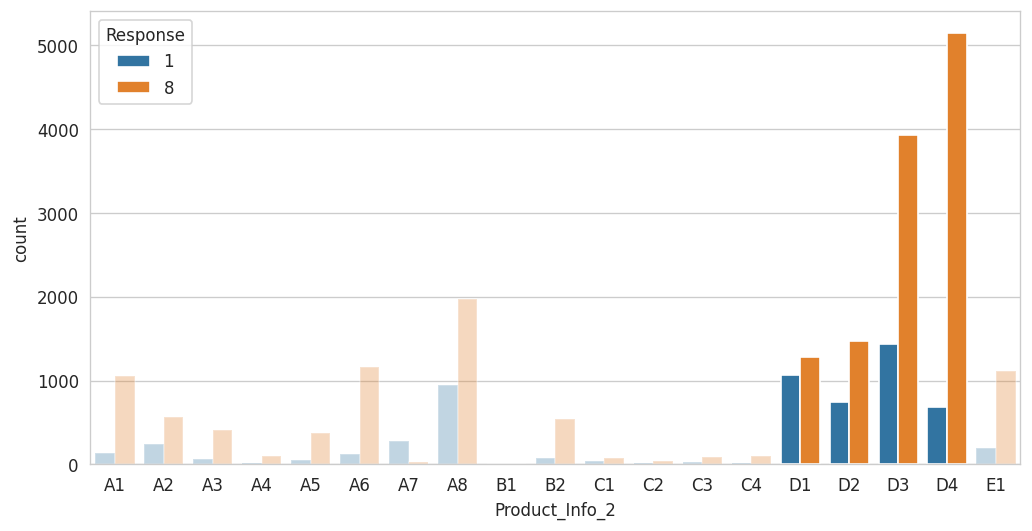 Response
1
8
5000
4000
3000
2000
1000
0
count
A1 A2 A3 A4 A5 A6 A7 A8 B1 B2 C1 C2 C3 C4 D1 D2 D3 D4 E1
Product_Info_2